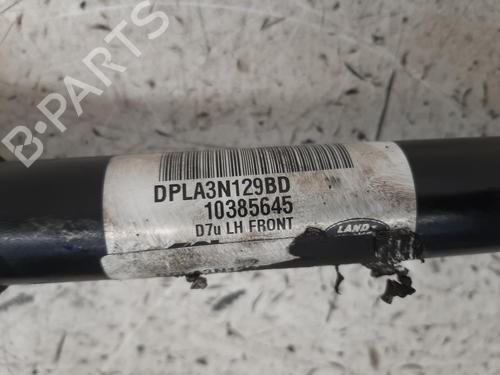 B-PARTS
DPLA3N129BD
10385645
D7u LH FRONT
LAND